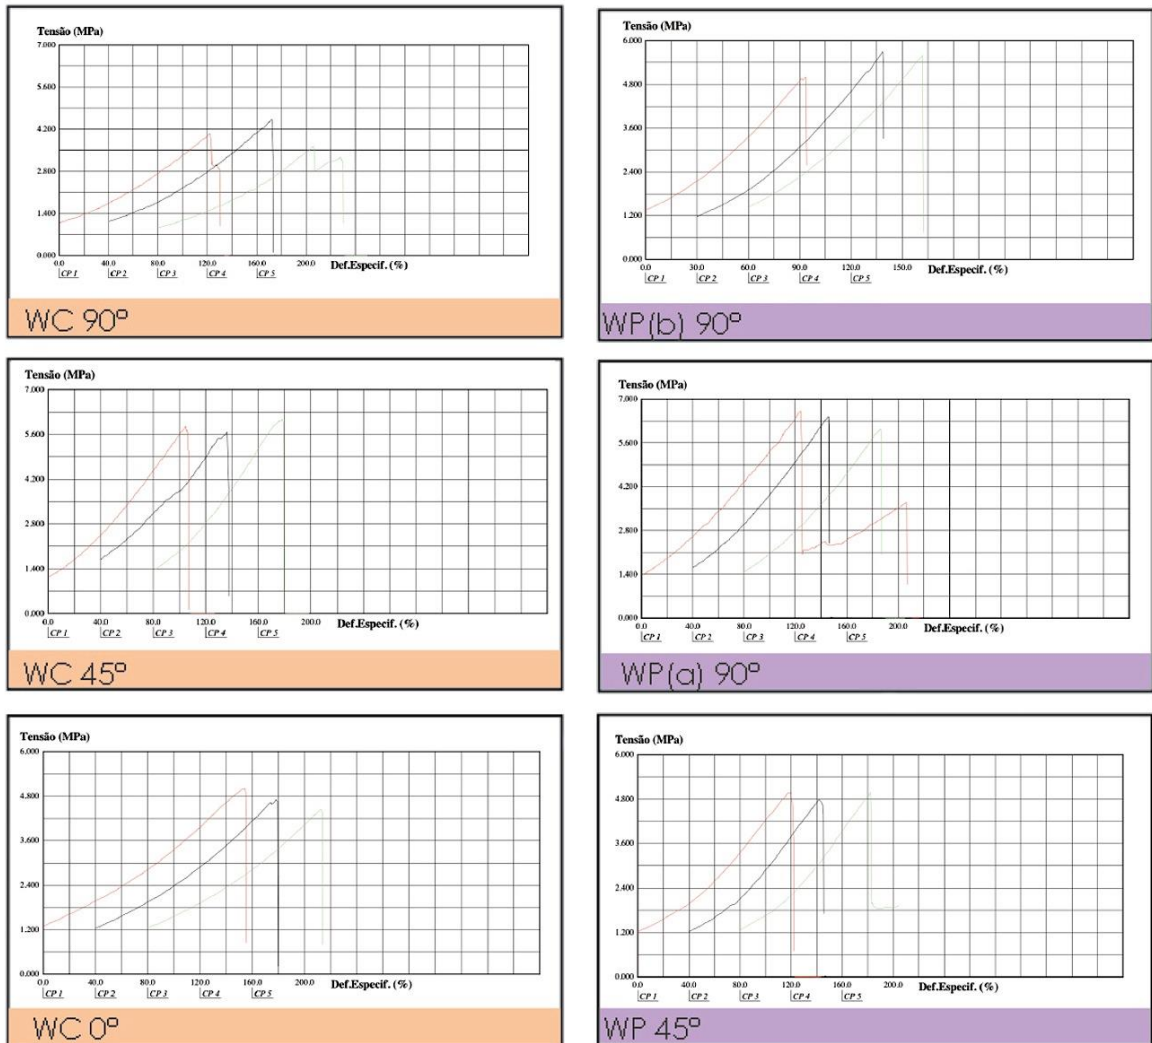 Tensão (MPa)
7.000
5.600
4.200
2.800
1.400
0.000
0.0 40.0 80.0 120.0 160.0 200.0 Def.Especif. (%)
CP 1 CP 2 CP 3 CP 4 CP 5
WC 90º
Tensão (MPa)
6.000
4.800
3.600
2.400
1.200
0.000
0.0 30.0 60.0 90.0 120.0 150.0 Def.Especif. (%)
CP 1 CP 2 CP 3 CP 4 CP 5
WP(b) 90º
Tensão (MPa)
7.000
5.600
4.200
2.800
1.400
0.000
0.0 40.0 80.0 120.0 160.0 200.0 Def.Especif. (%)
CP 1 CP 2 CP 3 CP 4 CP 5
WC 45º
Tensão (MPa)
7.000
5.600
4.200
2.800
1.400
0.000
0.0 40.0 80.0 120.0 160.0 200.0 Def.Especif. (%)
CP 1 CP 2 CP 3 CP 4 CP 5
WP(a) 90º
Tensão (MPa)
6.000
4.800
3.600
2.400
1.200
0.000
0.0 40.0 80.0 120.0 160.0 200.0 Def.Especif. (%)
CP 1 CP 2 CP 3 CP 4 CP 5
WC 0º
Tensão (MPa)
6.000
4.800
3.600
2.400
1.200
0.000
0.0 40.0 80.0 120.0 160.0 200.0 Def.Especif. (%)
CP 1 CP 2 CP 3 CP 4 CP 5
WP 45º